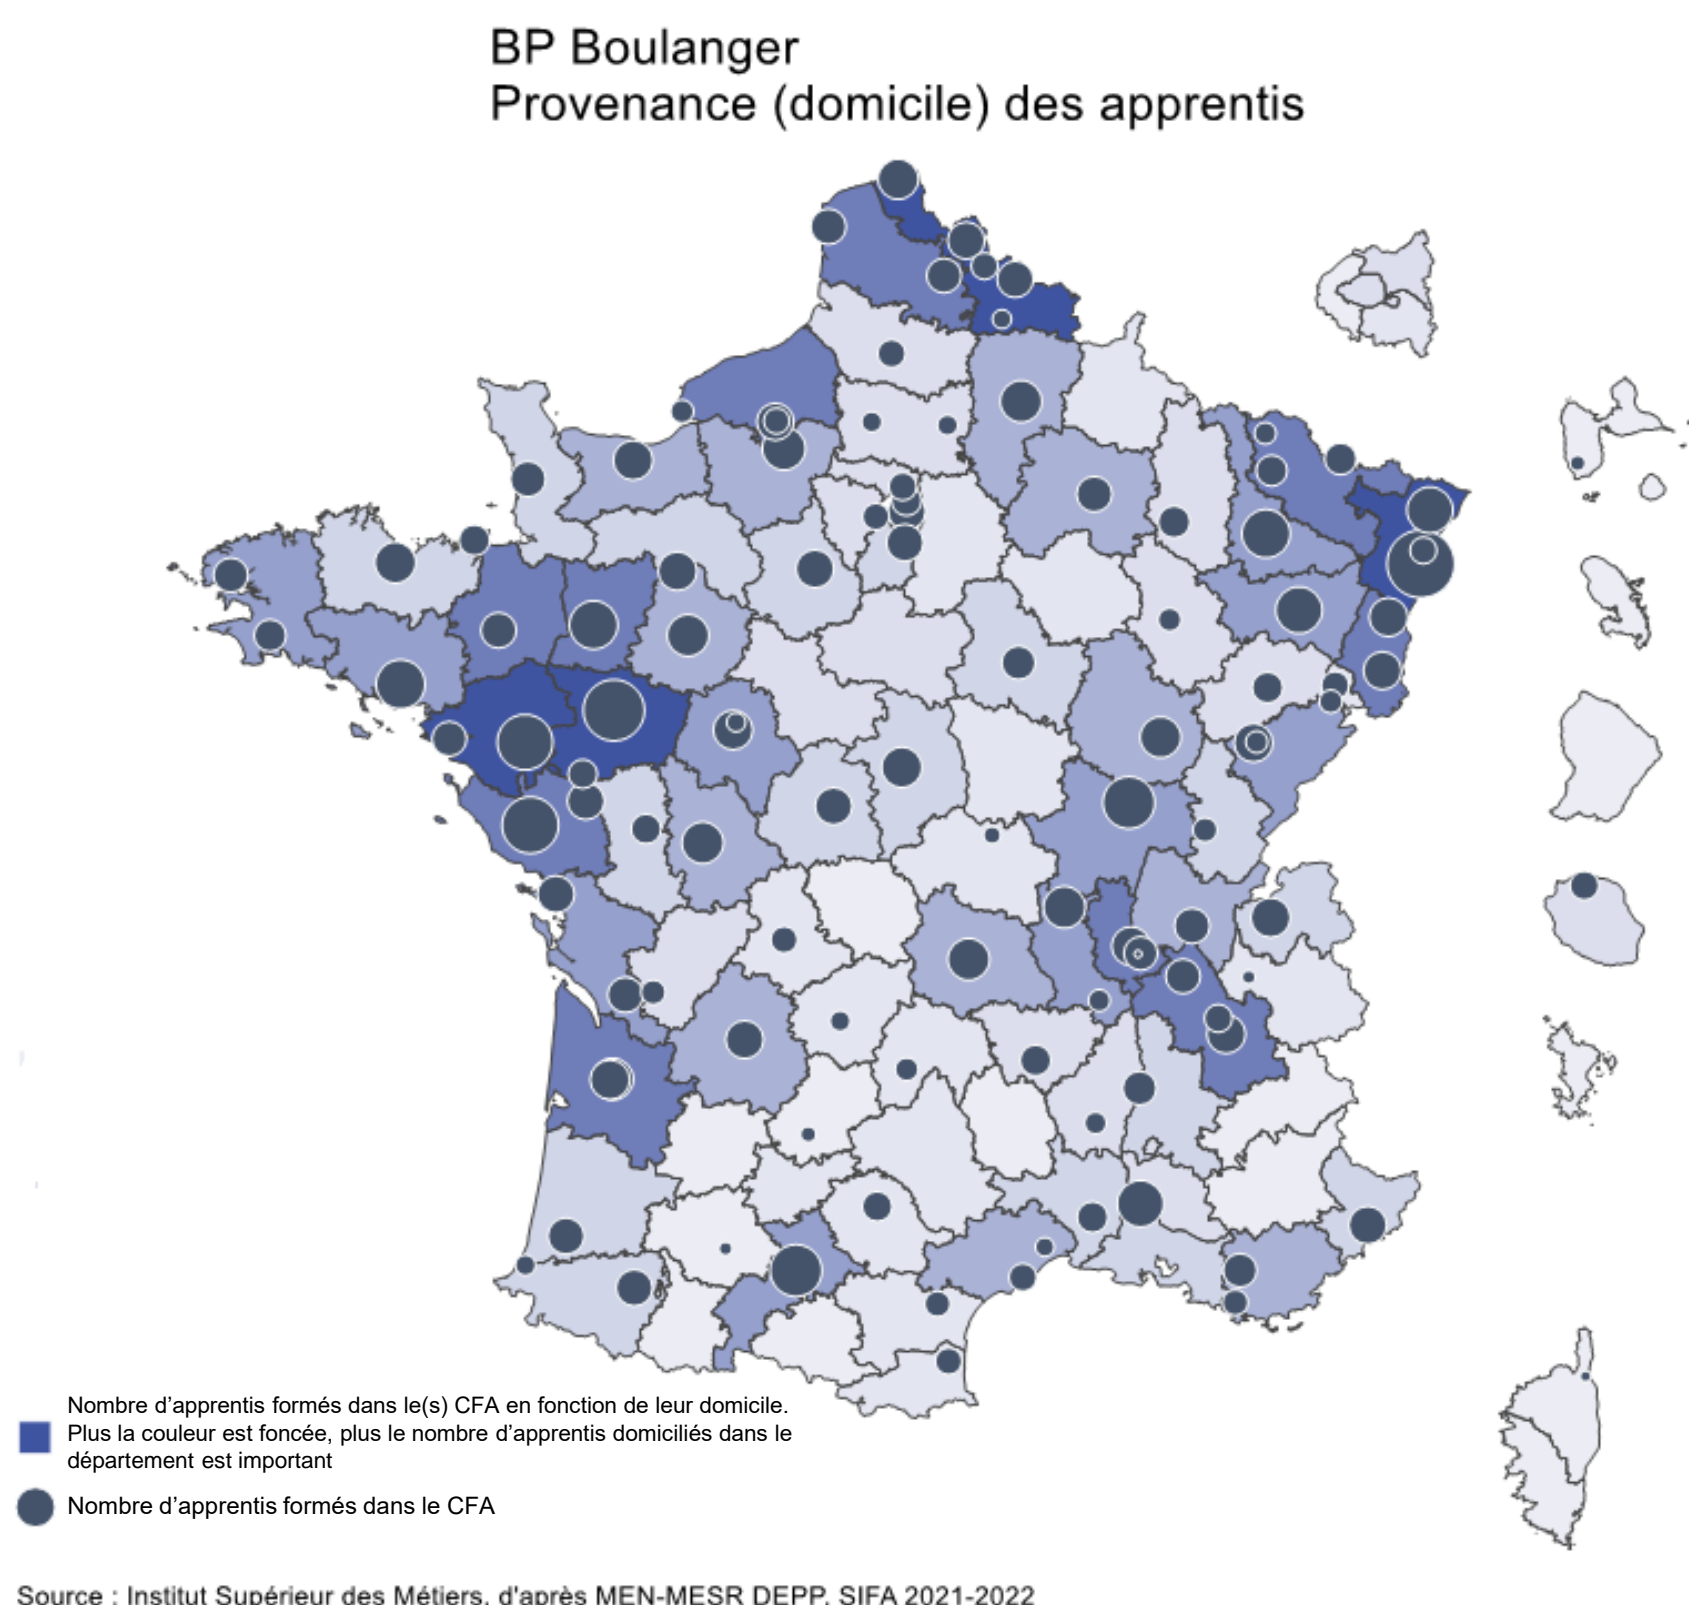 BP Boulanger
Provenance (domicile) des apprentis
Nombre d’apprentis formés dans le(s) CFA en fonction de leur domicile.
Plus la couleur est foncée, plus le nombre d’apprentis domiciliés dans le
département est important
Nombre d’apprentis formés dans le CFA
Source : Institut Supérieur des Métiers, d'après MEN-MESR DEPP, SIFA 2021-2022